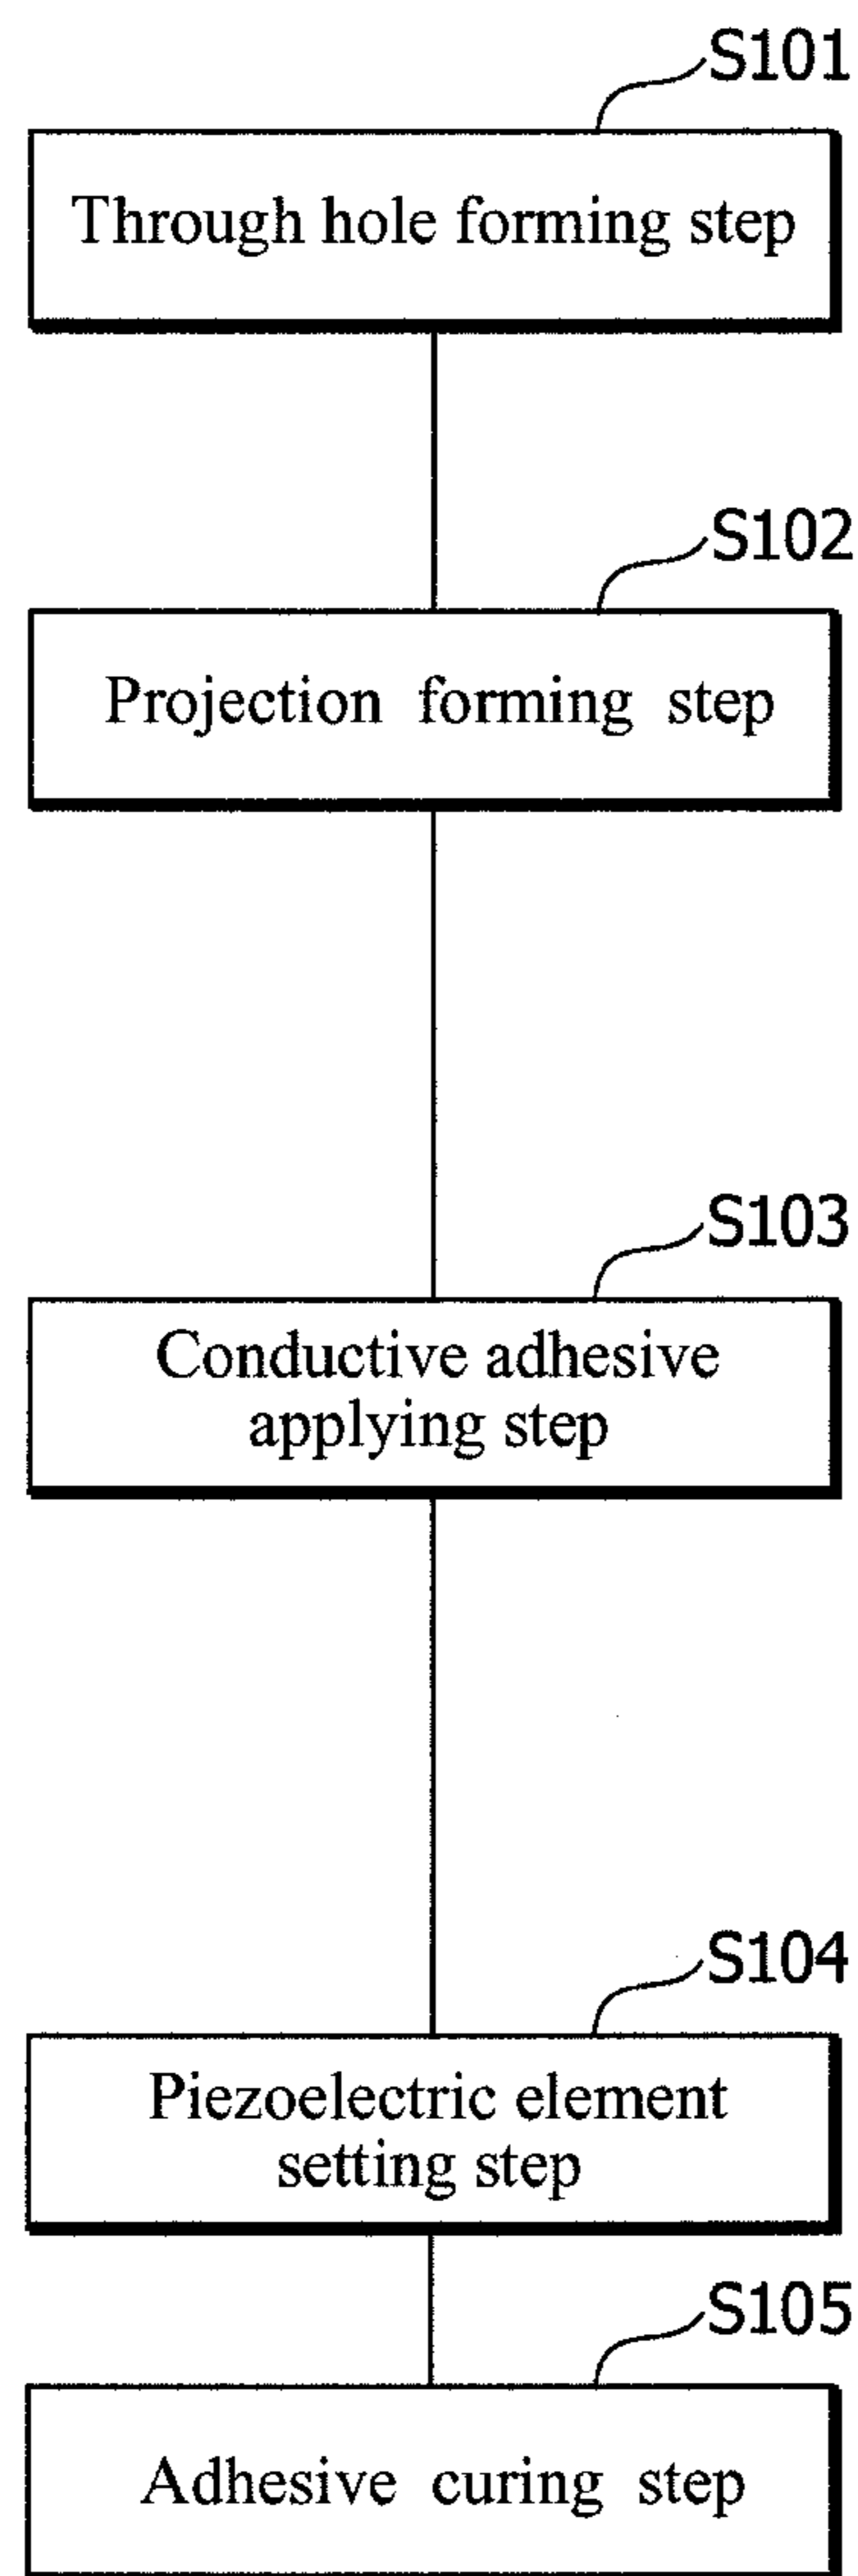 S101
Through hole forming step
S102
Projection forming step
S103
Conductive adhesive
applying step
S104
Piezoelectric element
setting step
S105
Adhesive curing step